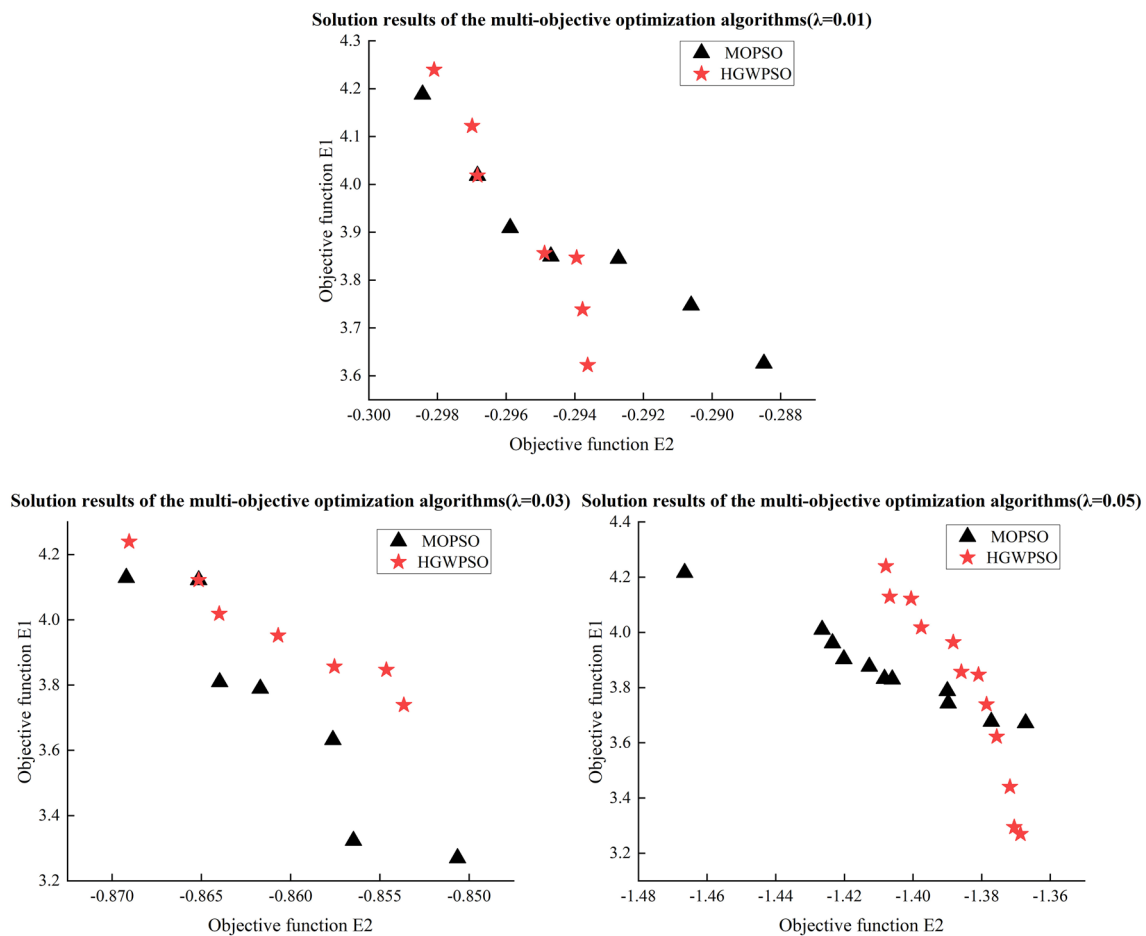 Solution results of the multi-objective optimization algorithms(λ=0.01)
4.3
4.2
4.1
4.0
3.9
3.8
3.7
3.6
Objective function E1
MOPSO
HGWPSO
-0.300
-0.298
-0.296
-0.294
-0.292
-0.290
-0.288
Objective function E2
Solution results of the multi-objective optimization algorithms(λ=0.03)
4.2
4.0
3.8
3.6
3.4
3.2
Objective function E1
MOPSO
HGWPSO
-0.870
-0.865
-0.860
-0.855
-0.850
Objective function E2
Solution results of the multi-objective optimization algorithms(λ=0.05)
4.4
4.2
4.0
3.8
3.6
3.4
3.2
Objective function E1
MOPSO
HGWPSO
-1.48
-1.46
-1.44
-1.42
-1.40
-1.38
-1.36
Objective function E2